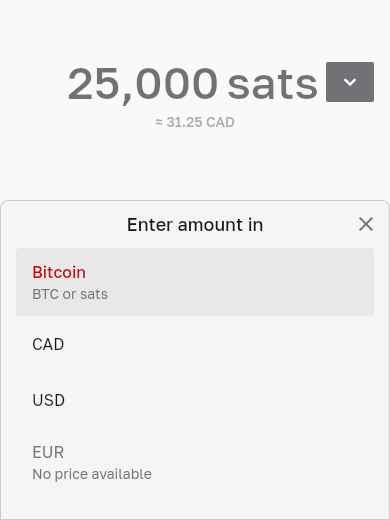 25,000 sats
≈ 31.25 CAD
Enter amount in
Bitcoin
BTC or sats
CAD
USD
EUR
No price available